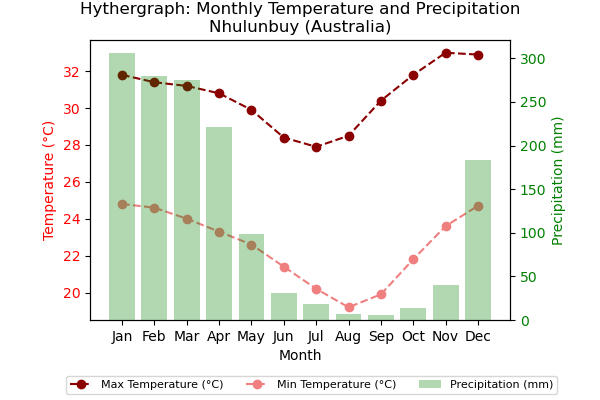 Hythergraph: Monthly Temperature and Precipitation
Nhulunbuy (Australia)
Temperature (°C)
32
30
28
26
24
22
20
Precipitation (mm)
300
250
200
150
100
50
0
Jan Feb Mar Apr May Jun Jul Aug Sep Oct Nov Dec
Month
Max Temperature (°C) Min Temperature (°C) Precipitation (mm)